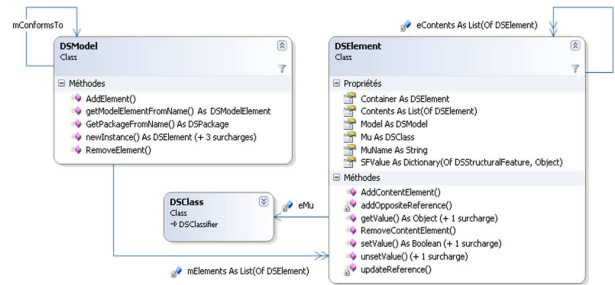 mConformsTo
DSModel
Class
Méthodes
AddElement()
getModelElementFromName() As DSModelElement
GetPackageFromName() As DSPackage
newInstance() As DSElement (+ 3 surcharges)
RemoveElement()
eContents As List(Of DSElement)
DSElement
Class
Propriétés
Container As DSElement
Contents As List(Of DSElement)
Model As DSModel
Mu As DSClass
MuName As String
SFValue As Dictionary(Of DSStructuralFeature, Object)
Méthodes
AddContentElement()
addOppositeReference()
getValue() As Object (+ 1 surcharge)
RemoveContentElement()
setValue() As Boolean (+ 1 surcharge)
unsetValue() (+ 1 surcharge)
updateReference()
DSClass
Class
DSClassifier
eMu
mElements As List(Of DSElement)